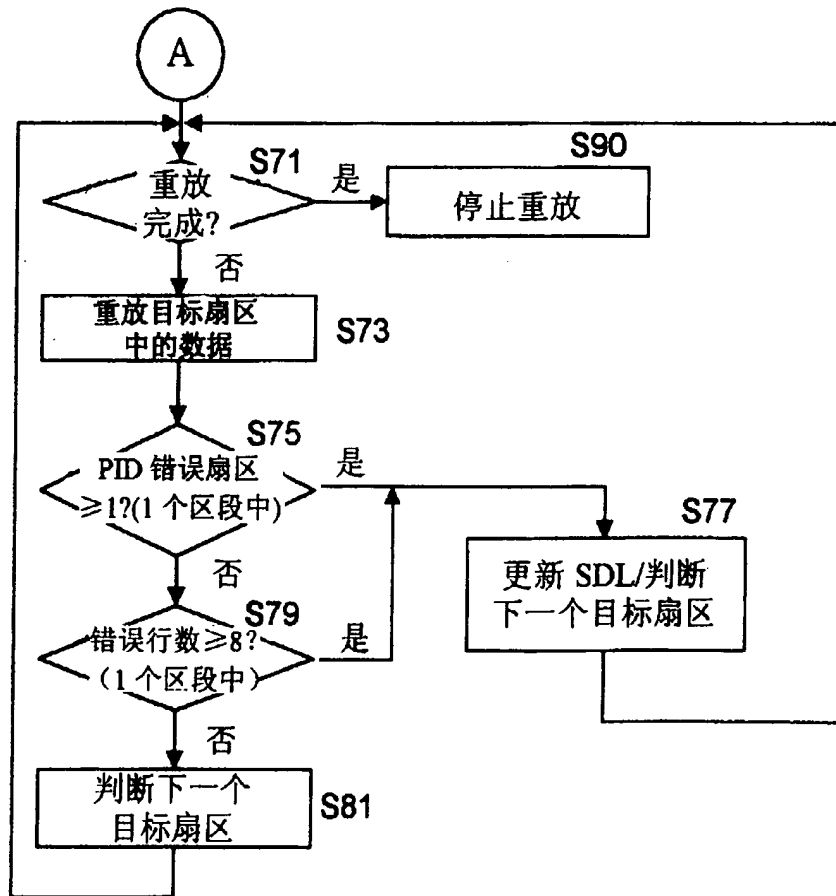 A
S71
重放
完成?
是
S90
停止重放
否
重放目标扇区
中的数据
S73
S75
PID 错误扇区
≥1?(1 个区段中)
是
S77
更新 SDL/判断
下一个目标扇区
否
S79
错误行数≥8?
（1 个区段中）
是
否
判断下一个
目标扇区
S81